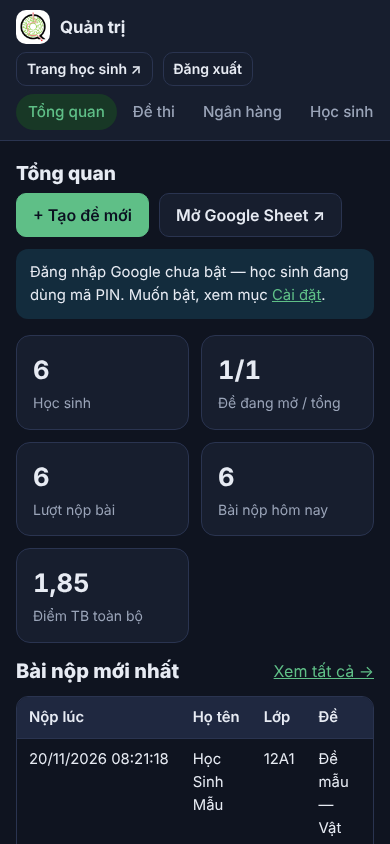 Quản trị
Trang học sinh ↗ Đăng xuất
Tổng quan Đề thi Ngân hàng Học sinh
Tổng quan
+ Tạo đề mới Mở Google Sheet ↗
Đăng nhập Google chưa bật — học sinh đang
dùng mã PIN. Muốn bật, xem mục Cài đặt.
6 1/1
Học sinh Đề đang mở / tổng
6 6
Lượt nộp bài Bài nộp hôm nay
1,85
Điểm TB toàn bộ
Bài nộp mới nhất Xem tất cả →
Nộp lúc Họ tên Lớp Đề
20/11/2026 08:21:18 Học 12A1 Đề
Sinh mẫu
Mẫu —
Vật